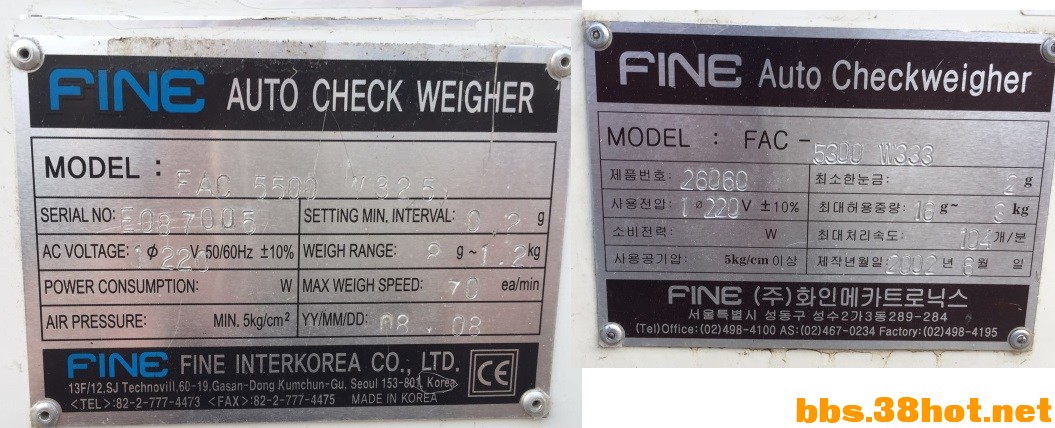 FINE AUTO CHECK WEIGHER
MODEL : FAC 5500 W325
SERIAL NO: E087005
SETTING MIN. INTERVAL: 0.2 g
AC VOLTAGE: 1 φ 220 V 50/60Hz ±10%
WEIGH RANGE: 8 g ~ 1.2 kg
POWER CONSUMPTION: W
MAX WEIGH SPEED: 70 ea/min
AIR PRESSURE: MIN. 5kg/cm²
YY/MM/DD: 08.08
FINE FINE INTERKOREA CO., LTD.
13F/12.SJ Technovill,60-19.Gasan-Dong Kumchun-Gu, Seoul 153-801, Korea
<TEL>:82-2-777-4473 <FAX>:82-2-777-4475 MADE IN KOREA
CE
FINE Auto Checkweigher
MODEL : FAC - 5300 W333
제품번호: 26060
최소한눈금: 2 g
사용전압: 1 ø 220 V ±10%
최대허용중량: 16 g~ 3 kg
소비전력: W
최대처리속도: 104 개/분
사용공기압: 5kg/cm 이상
제작년월일: 2002 년 6 월 일
FINE (주)화인메카트로닉스
서울특별시 성동구 성수2가3동289-284
(Tel)Office:(02)498-4100 AS:(02)467-0234 Factory:(02)498-4195
bbs.38hot.net